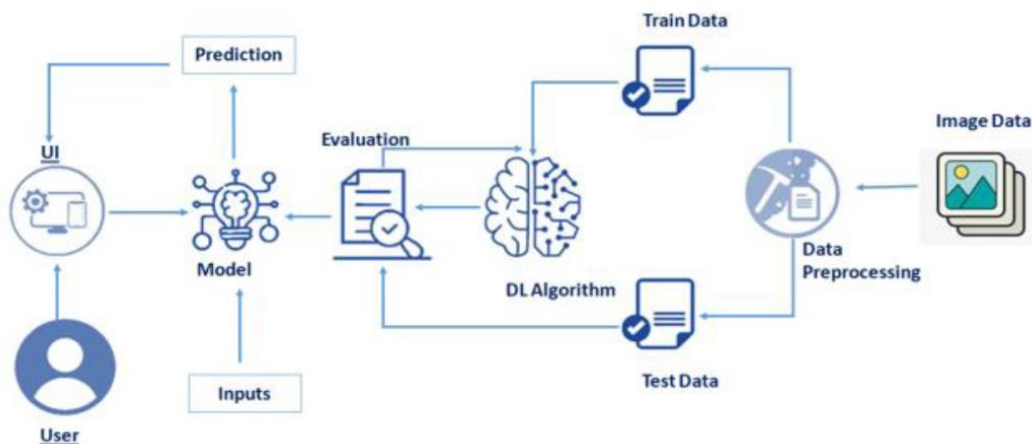 Train Data
Prediction
Image Data
Evaluation
UI
Model
DL Algorithm
Data
Preprocessing
Inputs
Test Data
User